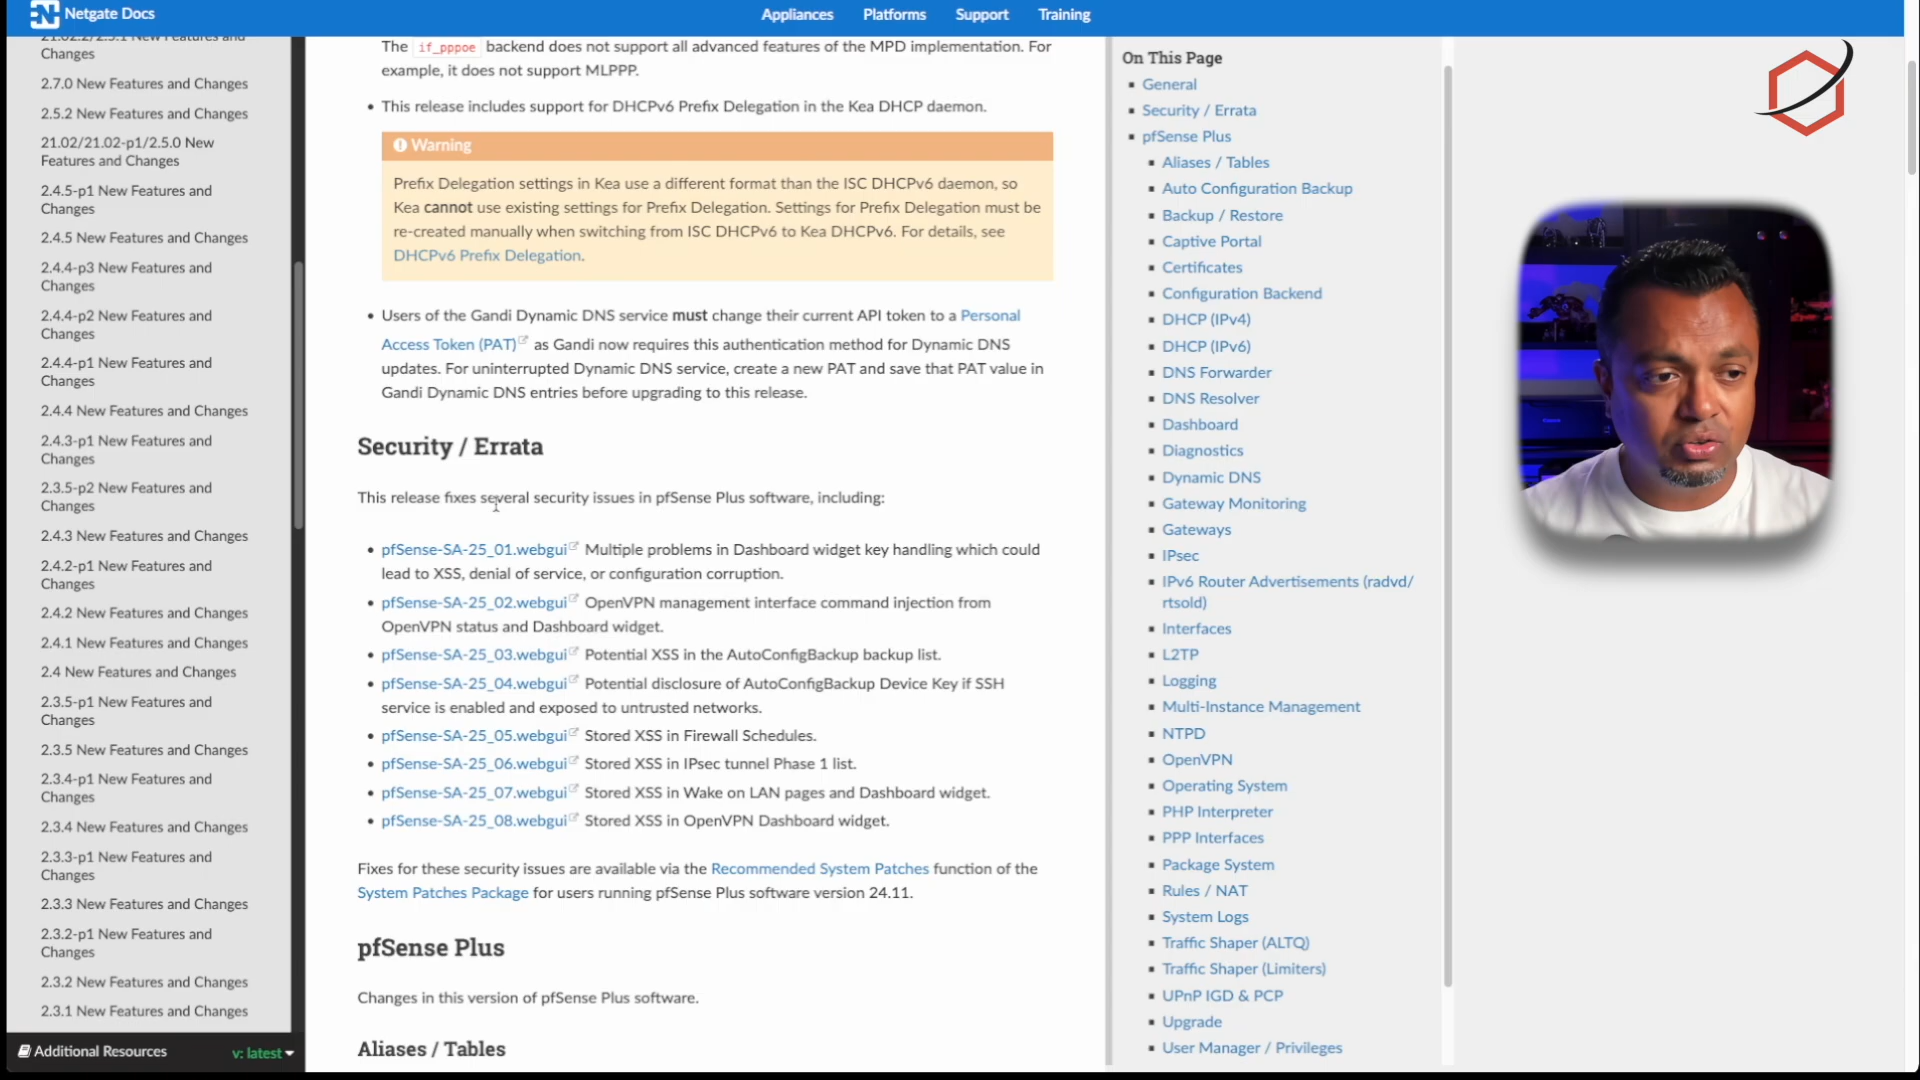 Netgate Docs
Appliances
Platforms
Support
Training
21.02.2/2.5.1 New Features and
Changes
2.7.0 New Features and Changes
2.5.2 New Features and Changes
21.02/21.02-p1/2.5.0 New
Features and Changes
2.4.5-p1 New Features and
Changes
2.4.5 New Features and Changes
2.4.4-p3 New Features and
Changes
2.4.4-p2 New Features and
Changes
2.4.4-p1 New Features and
Changes
2.4.4 New Features and Changes
2.4.3-p1 New Features and
Changes
2.3.5-p2 New Features and
Changes
2.4.3 New Features and Changes
2.4.2-p1 New Features and
Changes
2.4.2 New Features and Changes
2.4.1 New Features and Changes
2.4 New Features and Changes
2.3.5-p1 New Features and
Changes
2.3.5 New Features and Changes
2.3.4-p1 New Features and
Changes
2.3.4 New Features and Changes
2.3.3-p1 New Features and
Changes
2.3.3 New Features and Changes
2.3.2-p1 New Features and
Changes
2.3.2 New Features and Changes
2.3.1 New Features and Changes
Additional Resources
v: latest
The if_pppoe backend does not support all advanced features of the MPD implementation. For
example, it does not support MLPPP.
• This release includes support for DHCPv6 Prefix Delegation in the Kea DHCP daemon.
Warning
Prefix Delegation settings in Kea use a different format than the ISC DHCPv6 daemon, so
Kea cannot use existing settings for Prefix Delegation. Settings for Prefix Delegation must be
re-created manually when switching from ISC DHCPv6 to Kea DHCPv6. For details, see
DHCPv6 Prefix Delegation.
• Users of the Gandi Dynamic DNS service must change their current API token to a Personal
Access Token (PAT) as Gandi now requires this authentication method for Dynamic DNS
updates. For uninterrupted Dynamic DNS service, create a new PAT and save that PAT value in
Gandi Dynamic DNS entries before upgrading to this release.
Security / Errata
This release fixes several security issues in pfSense Plus software, including:
• pfSense-SA-25_01.webgui Multiple problems in Dashboard widget key handling which could
lead to XSS, denial of service, or configuration corruption.
• pfSense-SA-25_02.webgui OpenVPN management interface command injection from
OpenVPN status and Dashboard widget.
• pfSense-SA-25_03.webgui Potential XSS in the AutoConfigBackup backup list.
• pfSense-SA-25_04.webgui Potential disclosure of AutoConfigBackup Device Key if SSH
service is enabled and exposed to untrusted networks.
• pfSense-SA-25_05.webgui Stored XSS in Firewall Schedules.
• pfSense-SA-25_06.webgui Stored XSS in IPsec tunnel Phase 1 list.
• pfSense-SA-25_07.webgui Stored XSS in Wake on LAN pages and Dashboard widget.
• pfSense-SA-25_08.webgui Stored XSS in OpenVPN Dashboard widget.
Fixes for these security issues are available via the Recommended System Patches function of the
System Patches Package for users running pfSense Plus software version 24.11.
pfSense Plus
Changes in this version of pfSense Plus software.
Aliases / Tables
On This Page
General
Security / Errata
pfSense Plus
Aliases / Tables
Auto Configuration Backup
Backup / Restore
Captive Portal
Certificates
Configuration Backend
DHCP (IPv4)
DHCP (IPv6)
DNS Forwarder
DNS Resolver
Dashboard
Diagnostics
Dynamic DNS
Gateway Monitoring
Gateways
IPsec
IPv6 Router Advertisements (radvd/
rtsold)
Interfaces
L2TP
Logging
Multi-Instance Management
NTPD
OpenVPN
Operating System
PHP Interpreter
PPP Interfaces
Package System
Rules / NAT
System Logs
Traffic Shaper (ALTQ)
Traffic Shaper (Limiters)
UPnP IGD & PCP
Upgrade
User Manager / Privileges